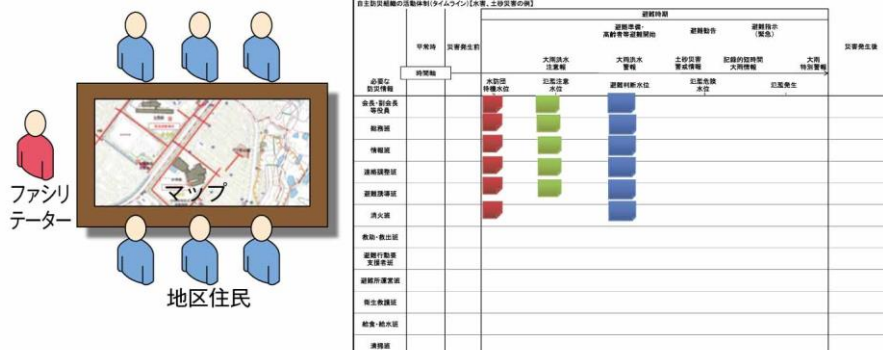 ファシリ
テーター
マップ
地区住民
自主防災組織の活動体制(タイムライン)【水害、土砂災害の例】
避難時期
避難準備・
高齢者等避難開始
避難勧告
避難指示
(緊急)
平常時
災害発生前
災害発生後
大雨洪水
注意報
大雨洪水
警報
土砂災害
警戒情報
記録的短時間
大雨情報
大雨
特別警報
時間軸
必要な
防災情報
水防団
待機水位
氾濫注意
水位
避難判断水位
氾濫危険
水位
氾濫発生
会長・副会長
等役員
総務班
情報班
連絡調整班
避難誘導班
消火班
救助・救出班
避難行動要
支援者班
避難所運営班
衛生救護班
給食・給水班
清掃班